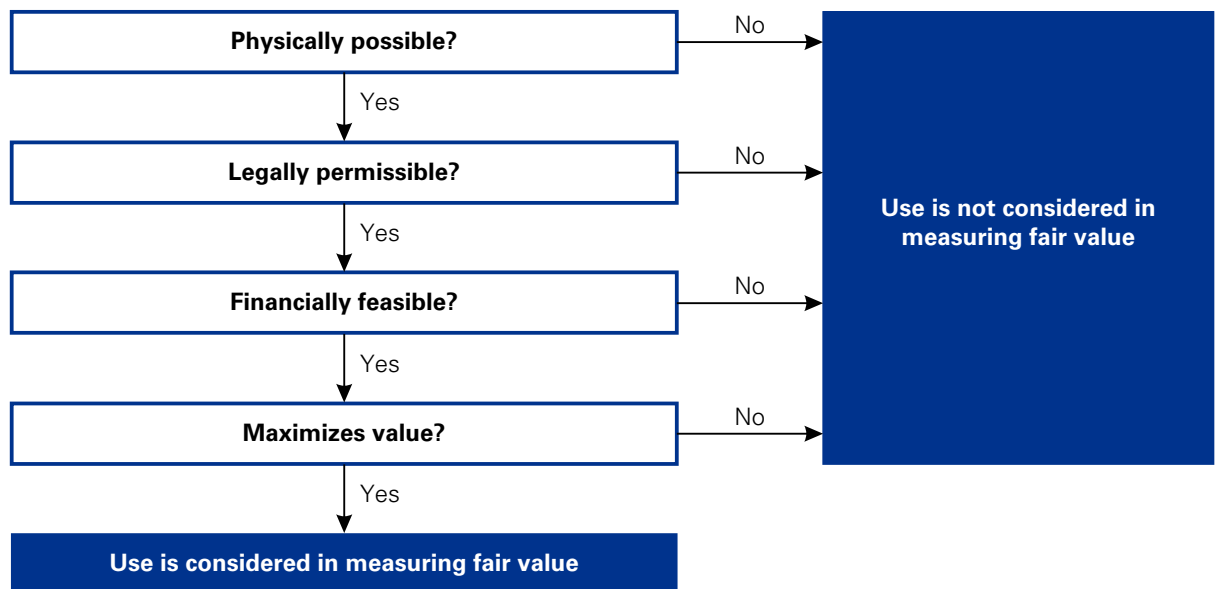 Physically possible?
No
Yes
Legally permissible?
No
Use is not considered in
measuring fair value
Yes
Financially feasible?
No
Yes
Maximizes value?
No
Yes
Use is considered in measuring fair value